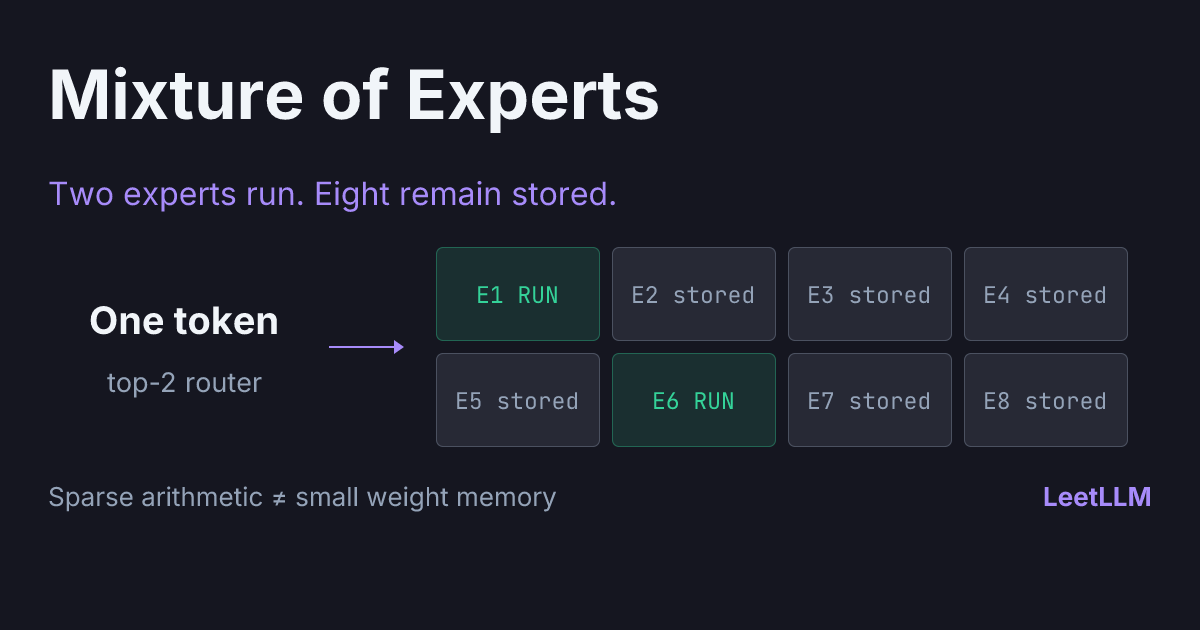 Mixture of Experts
Two experts run. Eight remain stored.
One token
top-2 router
E1 RUN
E2 stored
E3 stored
E4 stored
E5 stored
E6 RUN
E7 stored
E8 stored
Sparse arithmetic ≠ small weight memory
LeetLLM